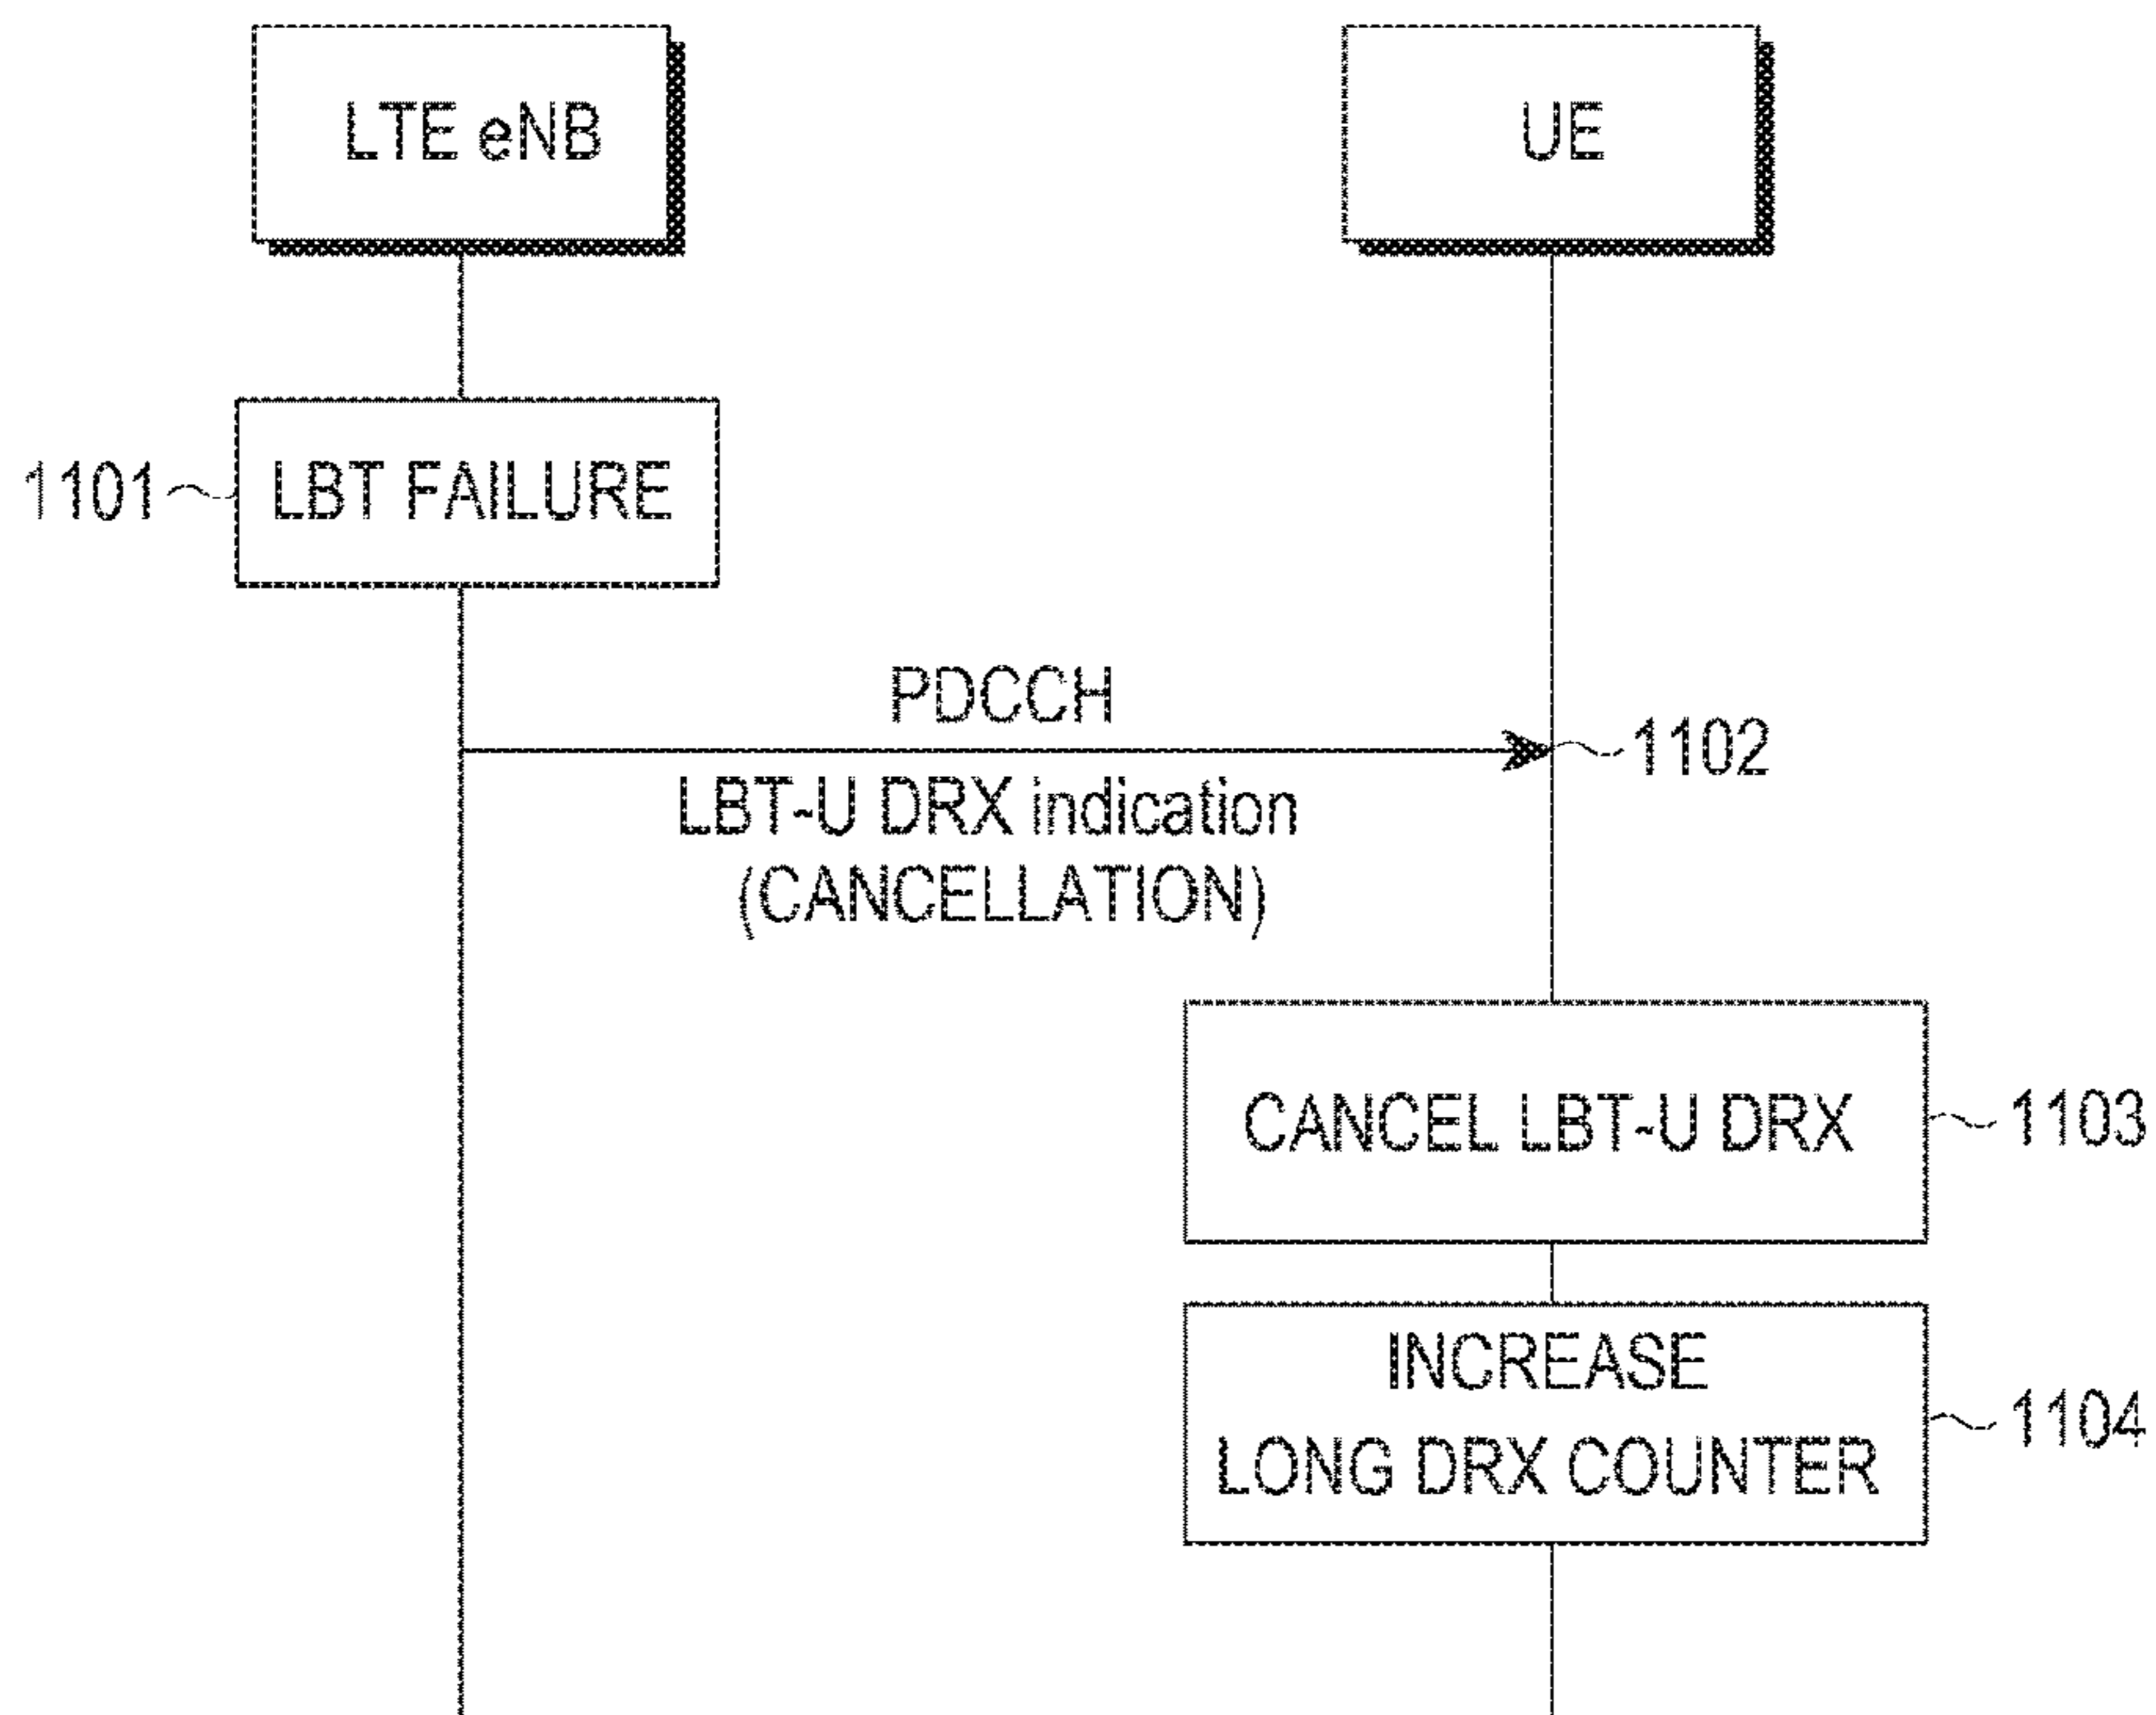 LTE eNB
UE
1101
LBT FAILURE
PDCCH
1102
LBT-U DRX indication
(CANCELLATION)
CANCEL LBT-U DRX
1103
INCREASE
LONG DRX COUNTER
1104